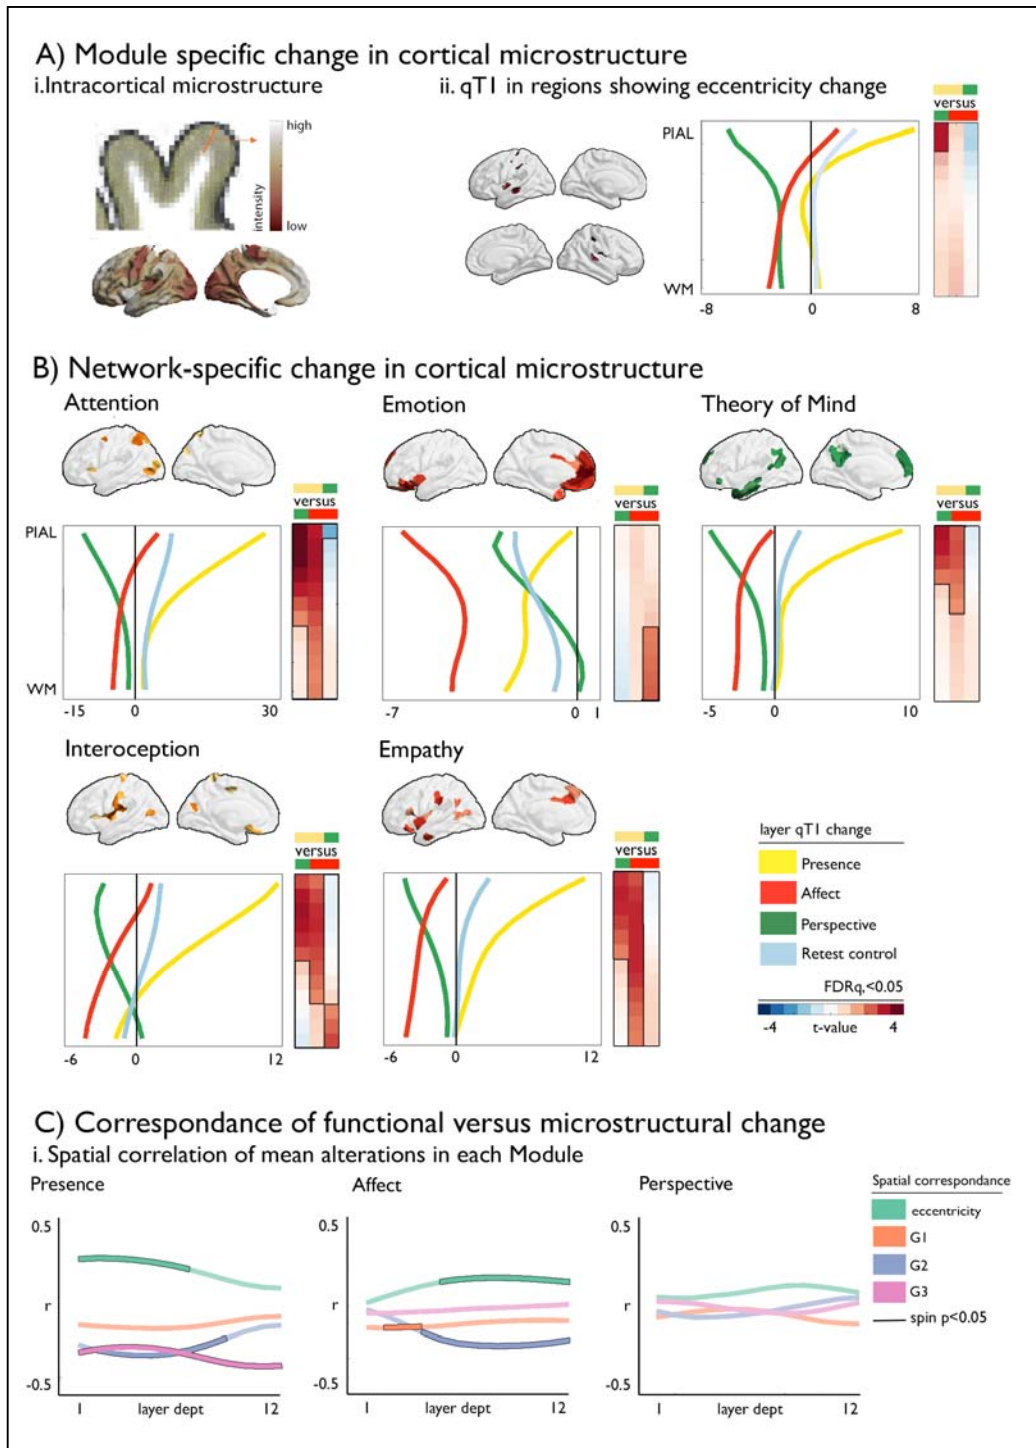 A) Module specific change in cortical microstructure
i.Intracortical microstructure
ii. qT1 in regions showing eccentricity change
high
intensity
low
versus
PIAL
WM
-8 0 8
B) Network-specific change in cortical microstructure
Attention
Emotion
Theory of Mind
versus
versus
versus
PIAL
WM
-15 0 30
-7 0 1
-5 0 10
Interoception
Empathy
versus
versus
-6 0 12
-6 0 12
layer qT1 change
Presence
Affect
Perspective
Retest control
FDRq,<0.05
-4 t-value 4
C) Correspondance of functional versus microstructural change
i. Spatial correlation of mean alterations in each Module
Presence
Affect
Perspective
0.5
r
-0.5
1 layer dept 12
0.5
r
-0.5
1 layer dept 12
0.5
r
-0.5
1 layer dept 12
Spatial correspondance
eccentricity
G1
G2
G3
spin p<0.05